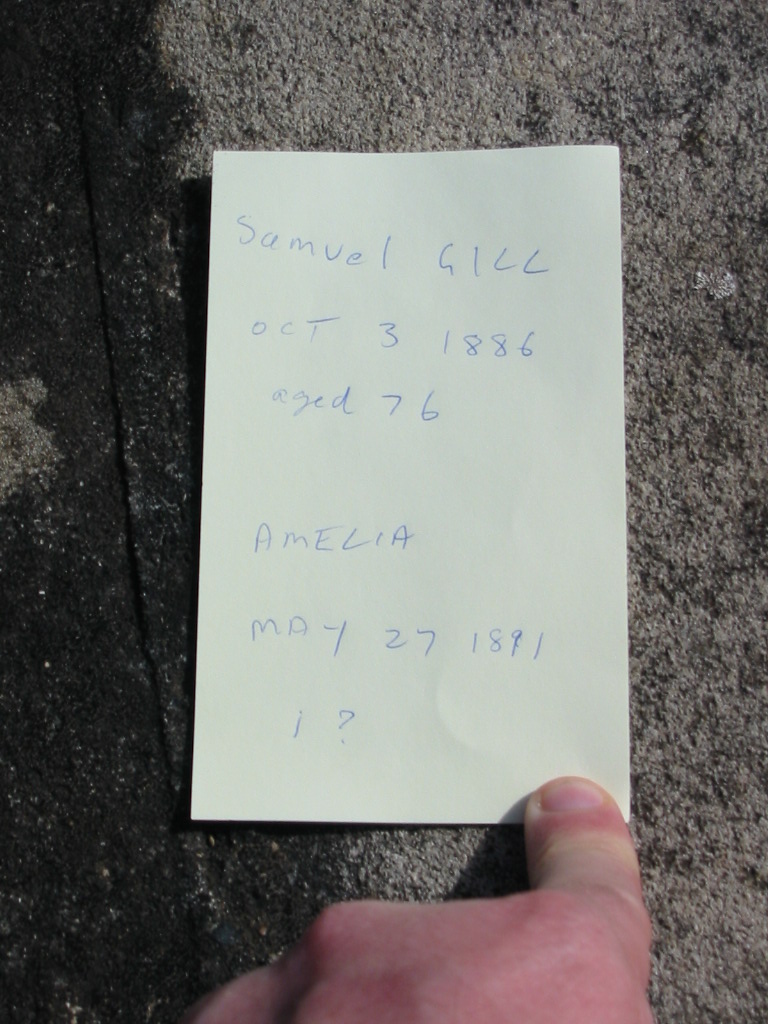 Samuel GILL
OCT 3 1886
aged 76
AMELIA
MAY 27 1891
1 ?